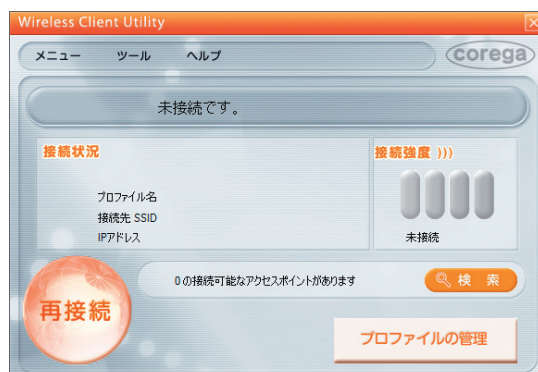 Wireless Client Utility
メニュー ツール ヘルプ
corega
未接続です。
接続状況
接続強度 )))
プロファイル名
接続先 SSID
IPアドレス
未接続
0 の接続可能なアクセスポイントがあります
検 索
再接続
プロファイルの管理